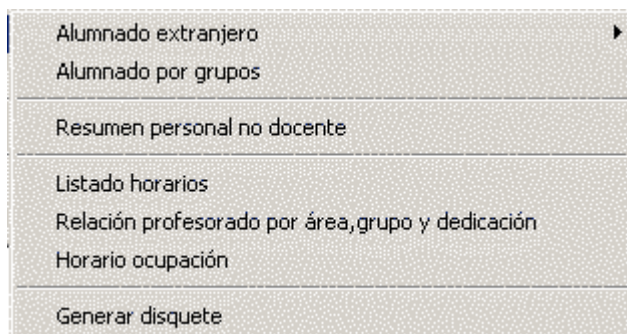 Alumnado extranjero
Alumnado por grupos
Resumen personal no docente
Listado horarios
Relación profesorado por área,grupo y dedicación
Horario ocupación
Generar disquete